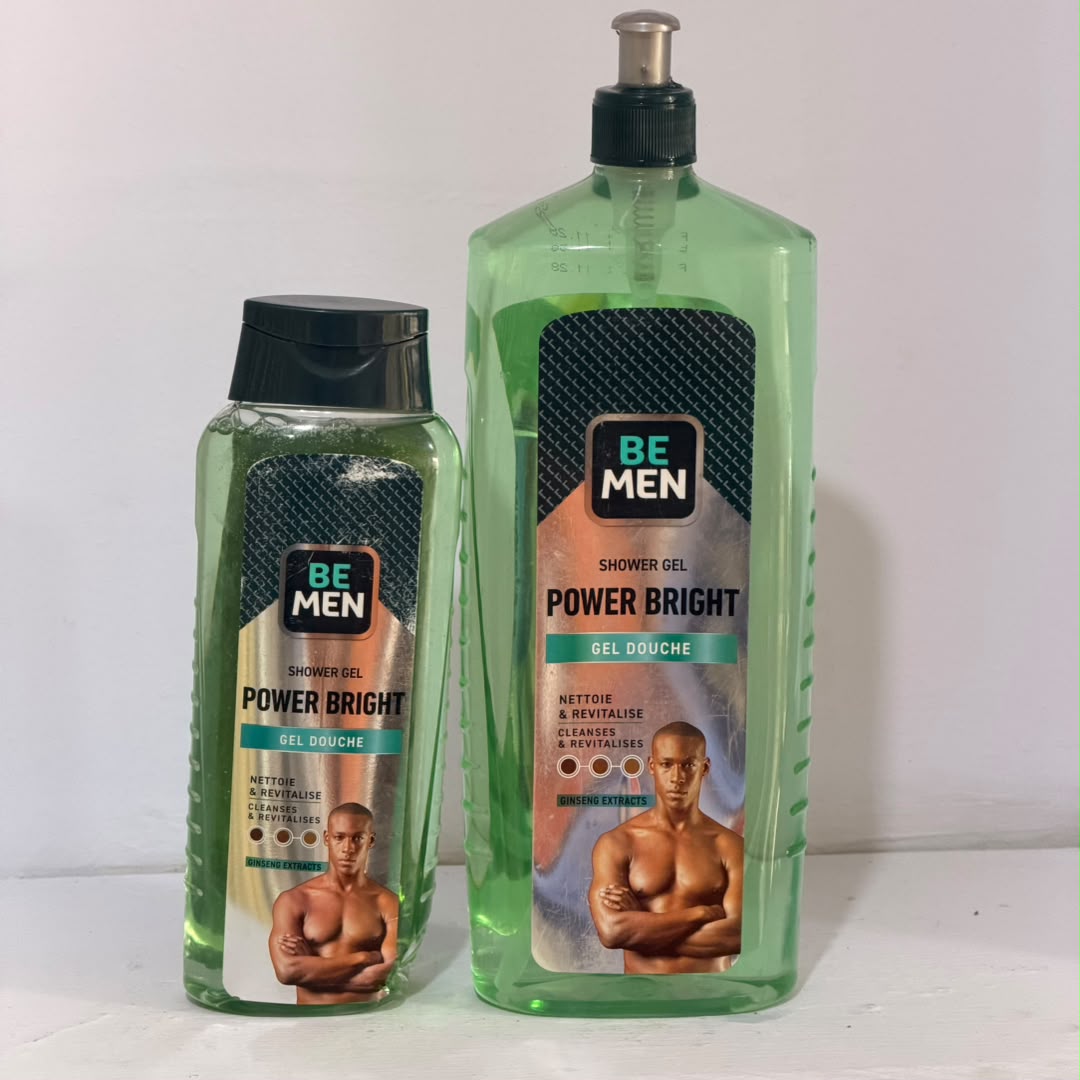 BE
MEN
SHOWER GEL
POWER BRIGHT
GEL DOUCHE
NETTOIE
& REVITALISE
CLEANSES
& REVITALISES
GINSENG EXTRACTS
BE
MEN
SHOWER GEL
POWER BRIGHT
GEL DOUCHE
NETTOIE
& REVITALISE
CLEANSES
& REVITALISES
GINSENG EXTRACTS